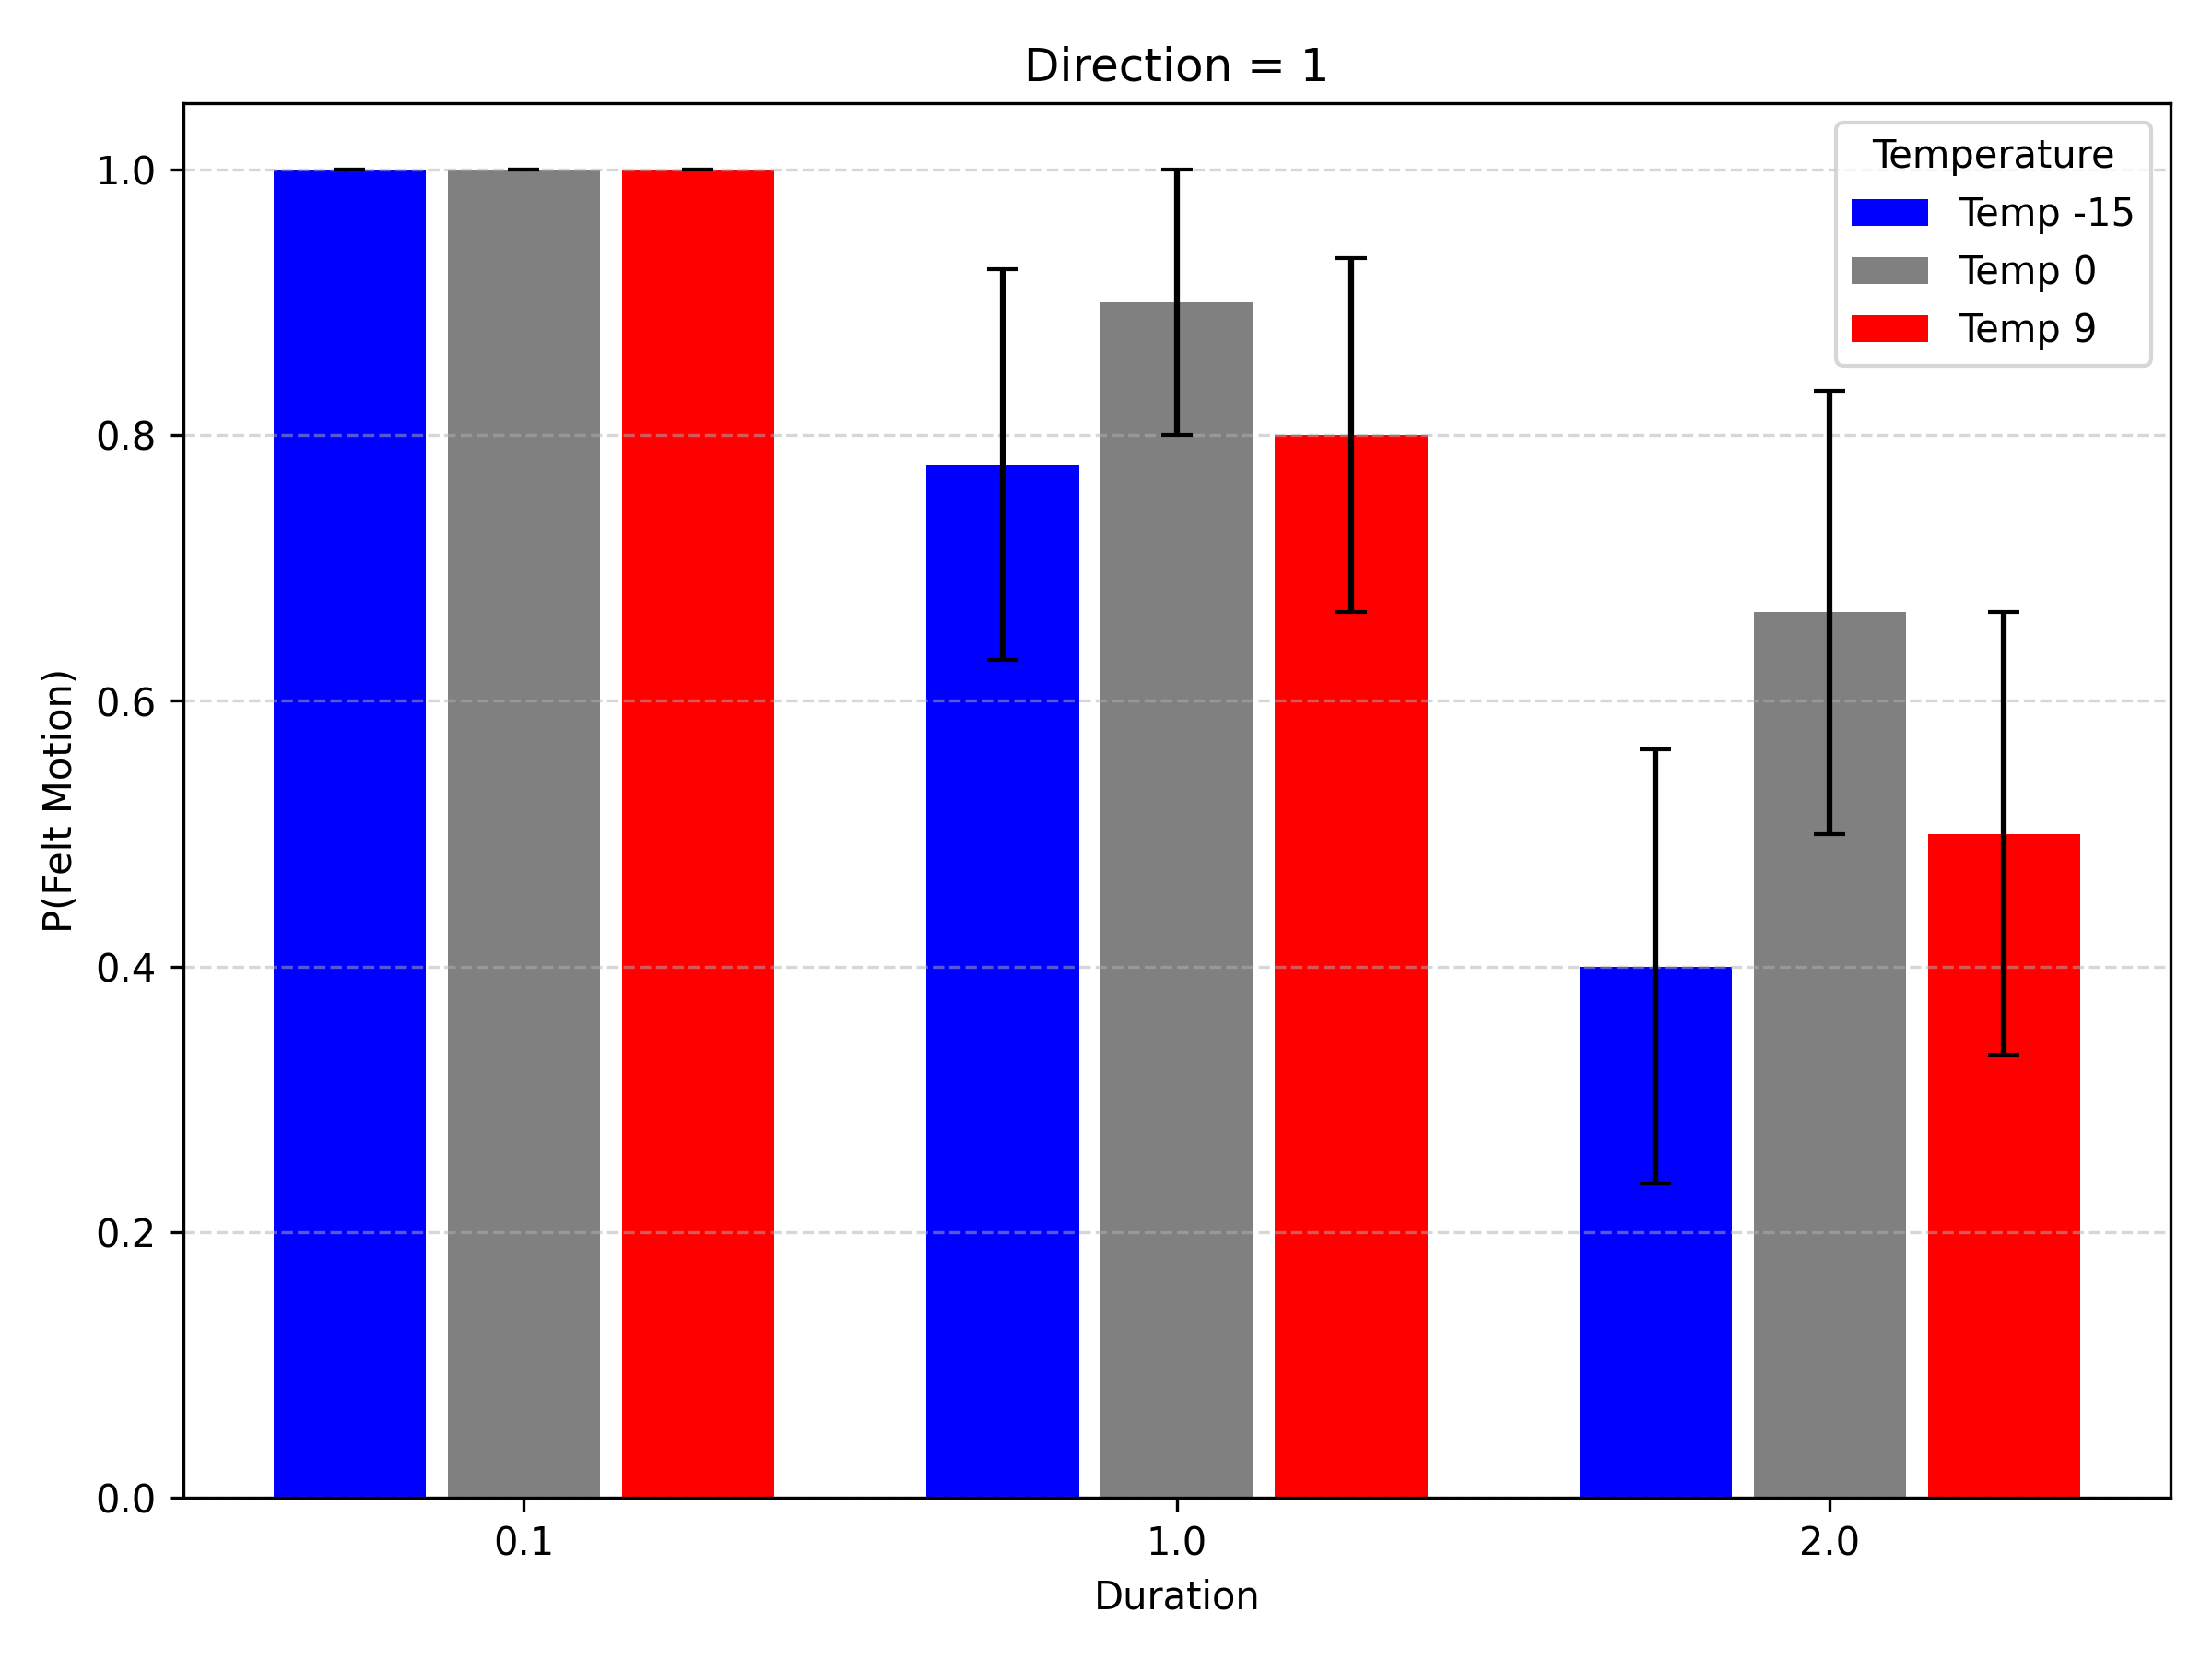 Direction = 1
Temperature
Temp -15
Temp 0
Temp 9
P(Felt Motion)
1.0
0.8
0.6
0.4
0.2
0.0
0.1 1.0 2.0
Duration